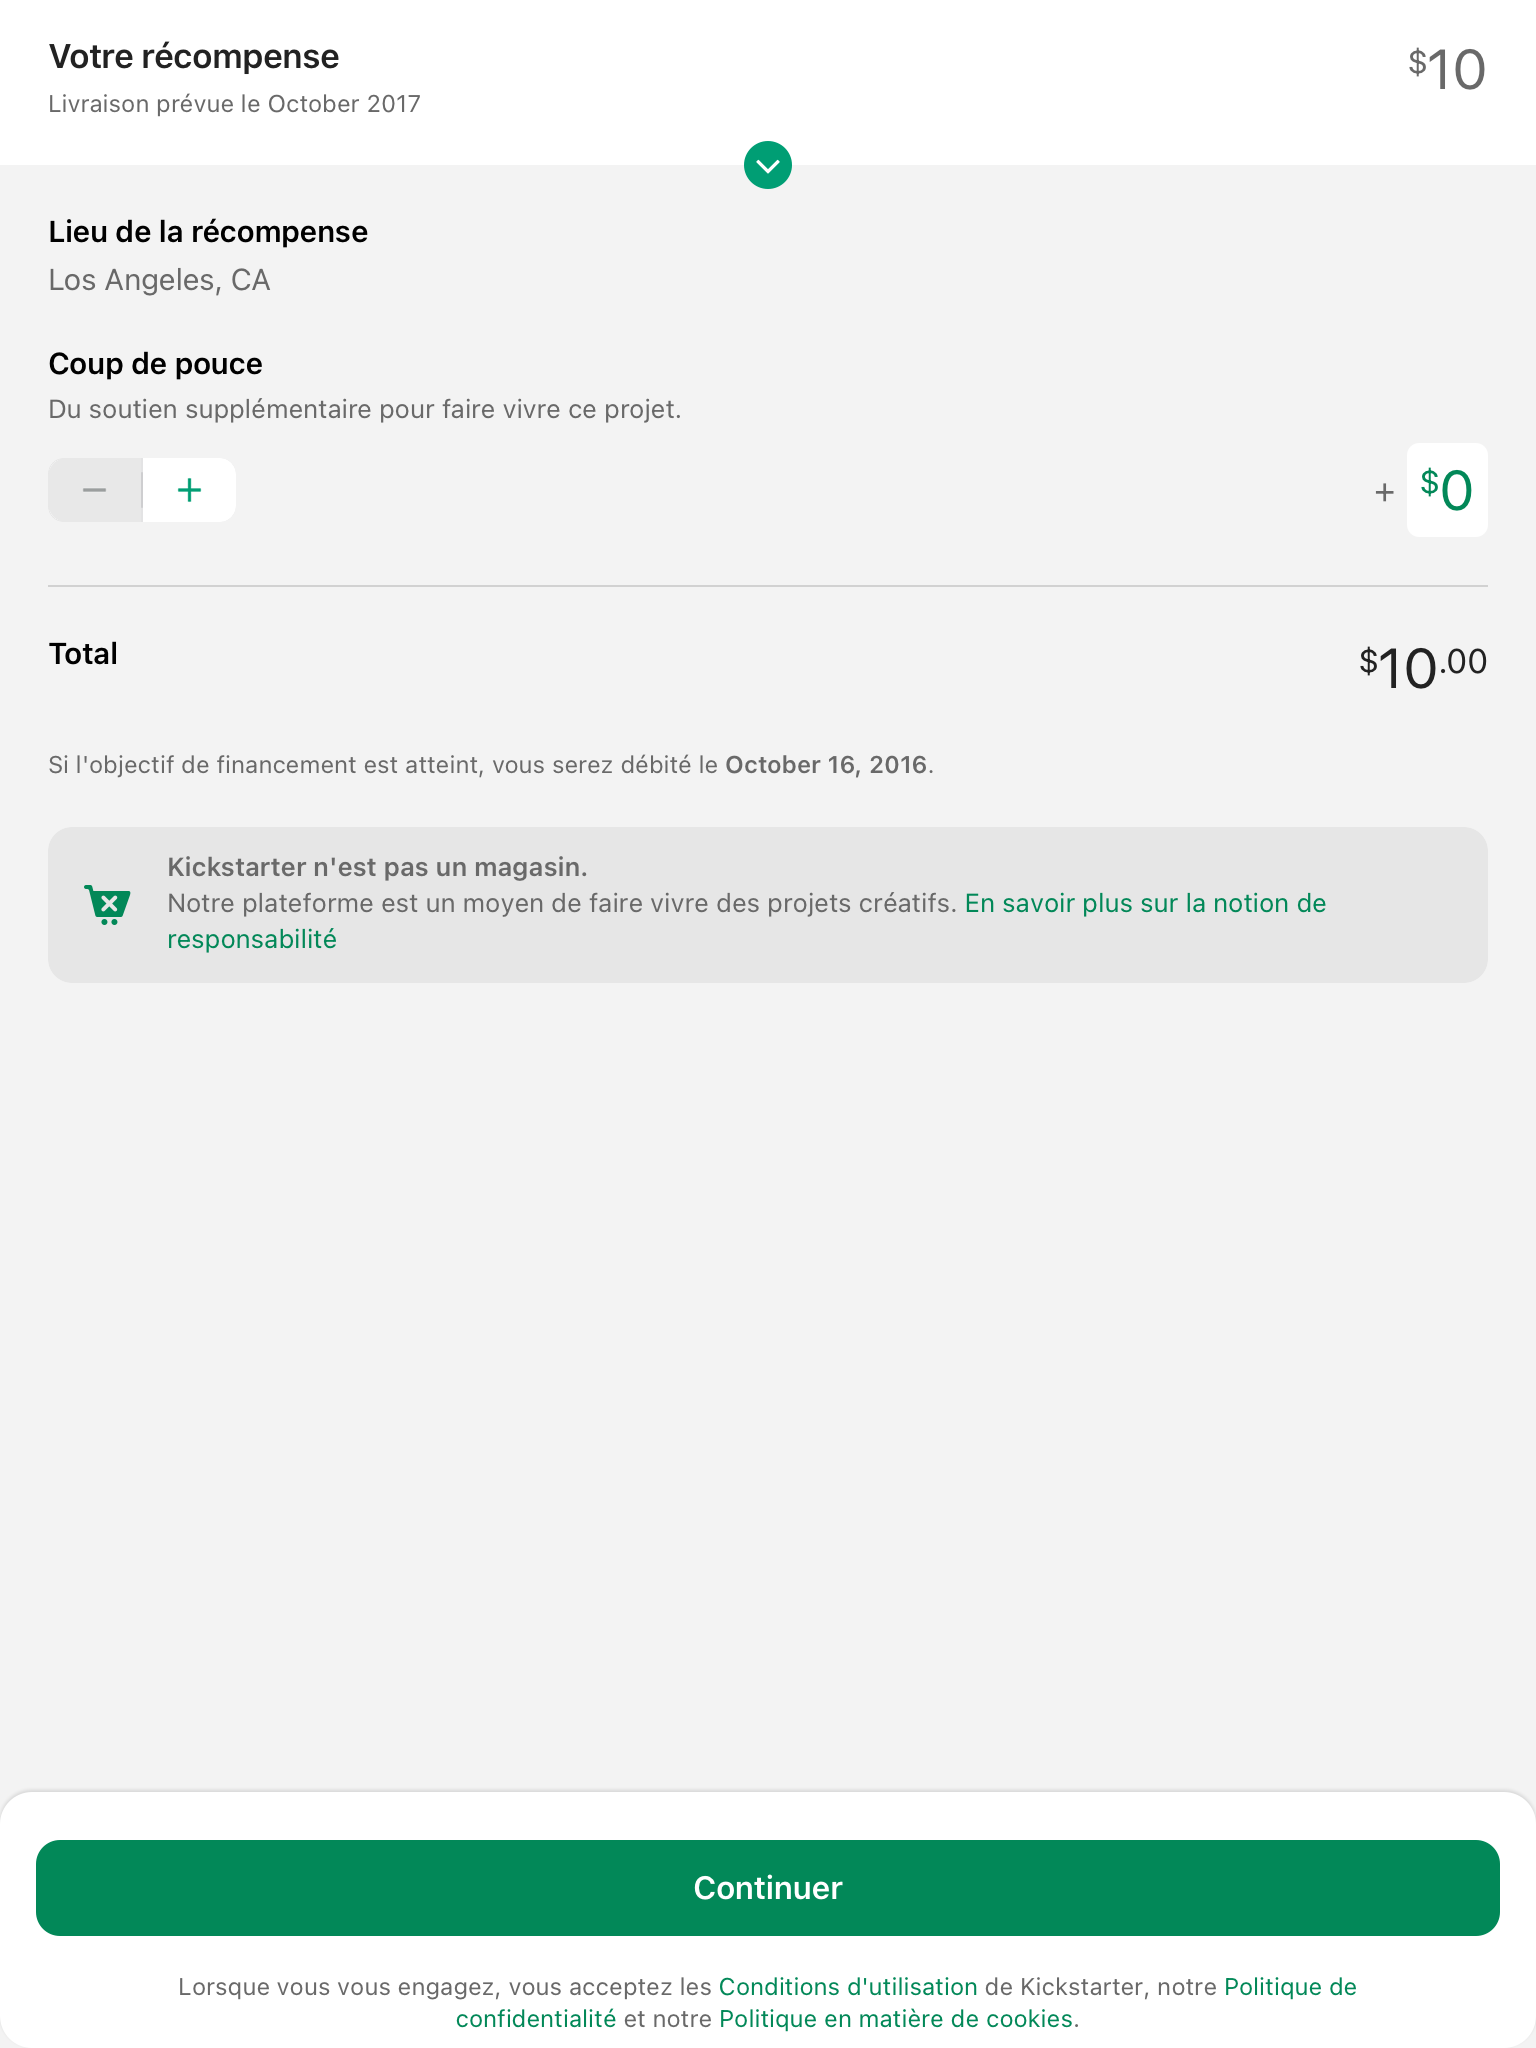 Votre récompense
$10
Livraison prévue le October 2017
Lieu de la récompense
Los Angeles, CA
Coup de pouce
Du soutien supplémentaire pour faire vivre ce projet.
− +
+ $0
Total
$10.00
Si l'objectif de financement est atteint, vous serez débité le October 16, 2016.
Kickstarter n'est pas un magasin.
Notre plateforme est un moyen de faire vivre des projets créatifs. En savoir plus sur la notion de
responsabilité
Continuer
Lorsque vous vous engagez, vous acceptez les Conditions d'utilisation de Kickstarter, notre Politique de
confidentialité et notre Politique en matière de cookies.